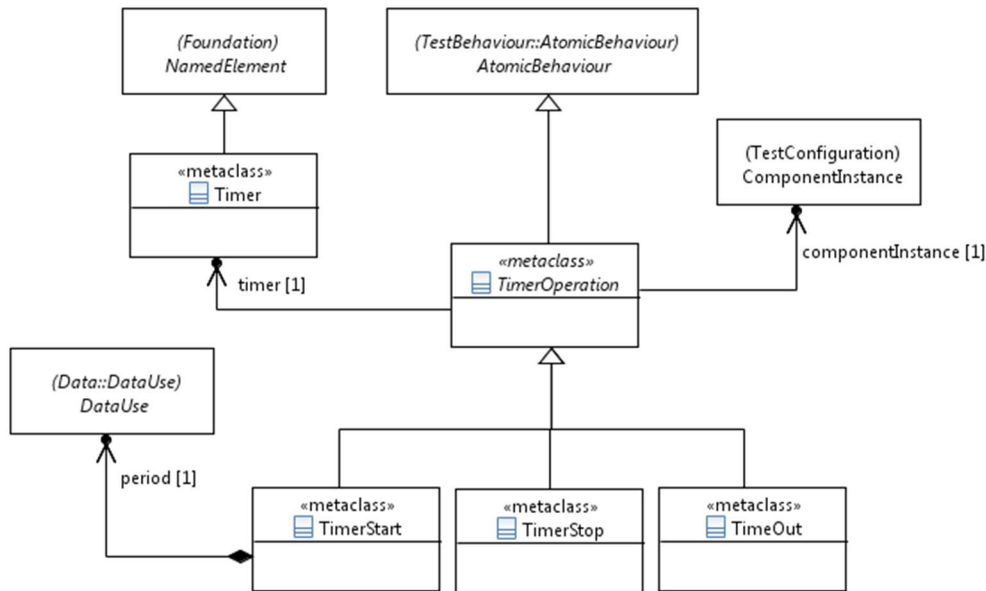 (Foundation)
NamedElement
(TestBehaviour::AtomicBehaviour)
AtomicBehaviour
(TestConfiguration)
ComponentInstance
«metaclass»
Timer
componentInstance [1]
«metaclass»
TimerOperation
timer [1]
(Data::DataUse)
DataUse
period [1]
«metaclass»
TimerStart
«metaclass»
TimerStop
«metaclass»
TimeOut